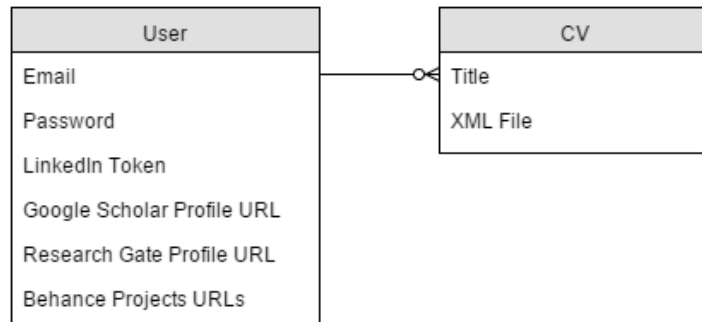 User
Email
Password
LinkedIn Token
Google Scholar Profile URL
Research Gate Profile URL
Behance Projects URLs
CV
Title
XML File